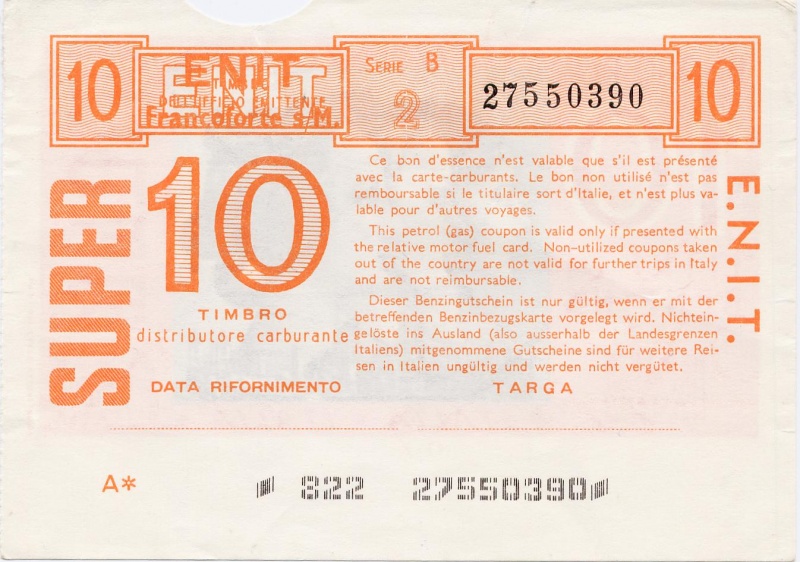 10
ENIT
ENIT
TIMBRO
DELL'UFFICIO EMITTENTE
Francoforte s/M.
SERIE B
2
27550390
10
SUPER
10
TIMBRO
distributore carburante
DATA RIFORNIMENTO
Ce bon d'essence n'est valable que s'il est présenté
avec la carte-carburants. Le bon non utilisé n'est pas
remboursable si le titulaire sort d'Italie, et n'est plus va-
lable pour d'autres voyages.
This petrol (gas) coupon is valid only if presented with
the relative motor fuel card. Non-utilized coupons taken
out of the country are not valid for further trips in Italy
and are not reimbursable.
Dieser Benzingutschein ist nur gültig, wenn er mit der
betreffenden Benzinbezugskarte vorgelegt wird. Nichtein-
gelöste ins Ausland (also ausserhalb der Landesgrenzen
Italiens) mitgenommene Gutscheine sind für weitere Rei-
sen in Italien ungültig und werden nicht vergütet.
TARGA
E.N.I.T.
A*
822 27550390